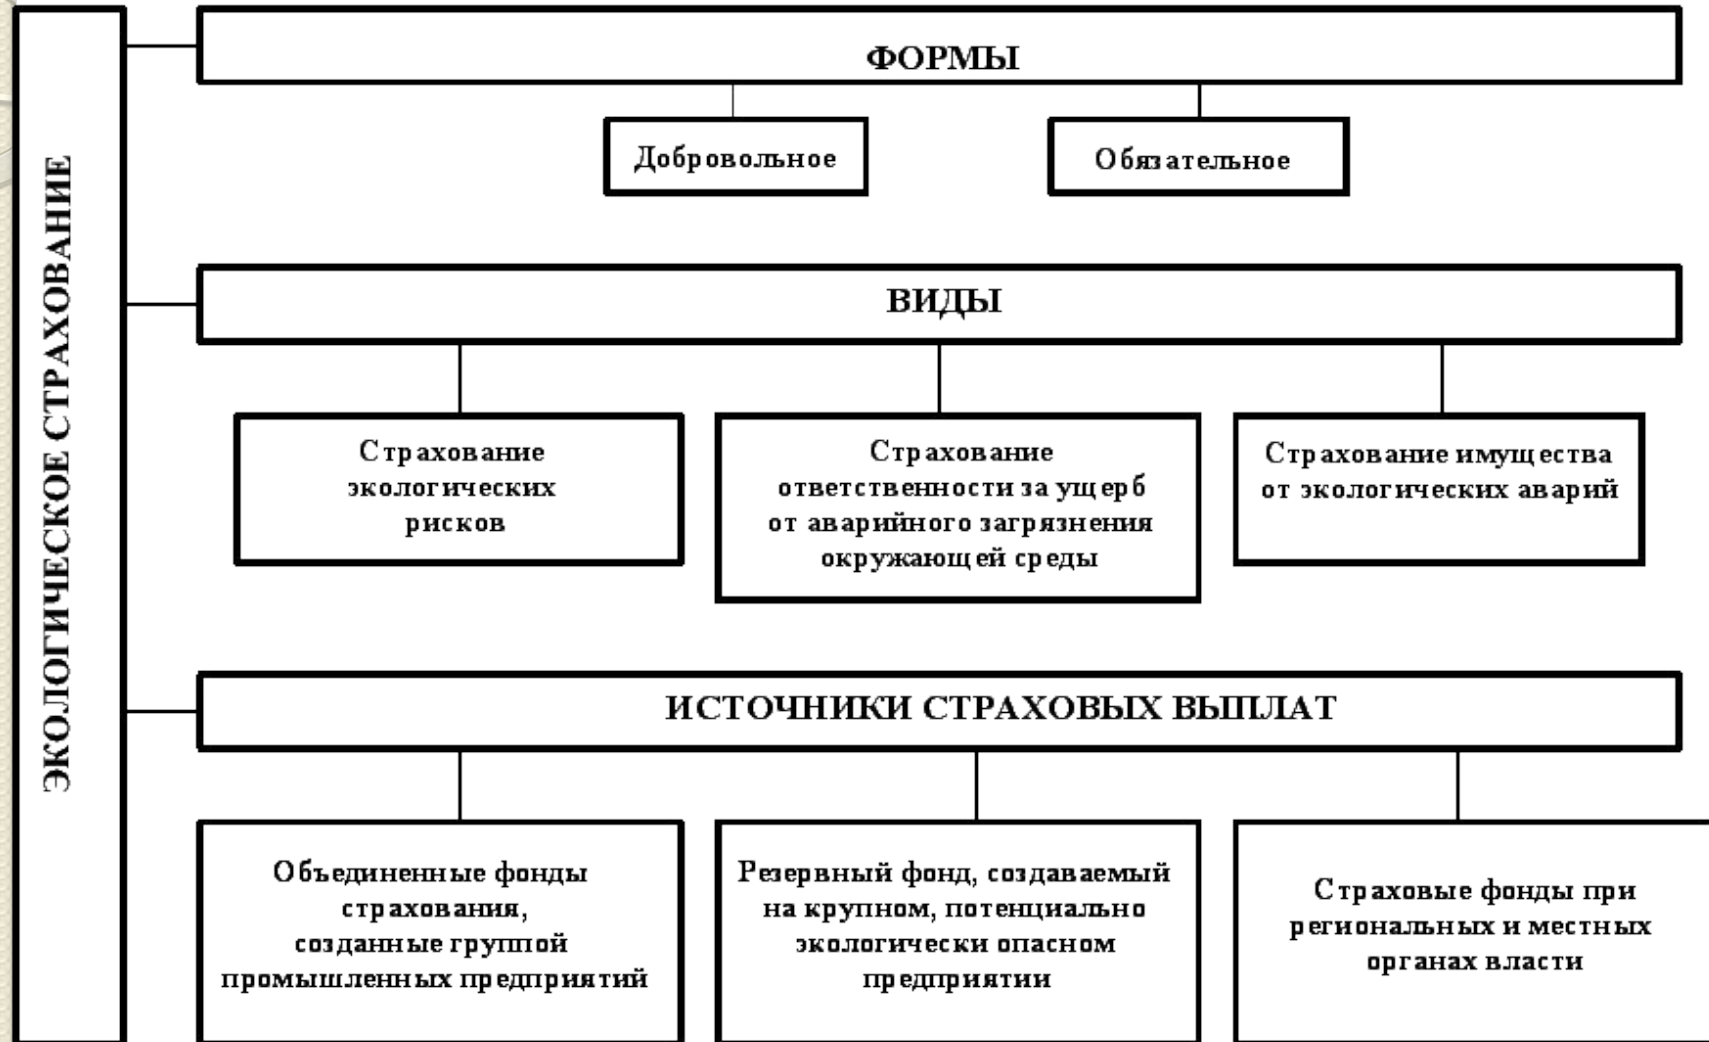 ЭКОЛОГИЧЕСКОЕ СТРАХОВАНИЕ
ФОРМЫ
Добровольное
Обязательное
ВИДЫ
Страхование
экологических
рисков
Страхование
ответственности за ущерб
от аварийного загрязнения
окружающей среды
Страхование имущества
от экологических аварий
ИСТОЧНИКИ СТРАХОВЫХ ВЫПЛАТ
Объединенные фонды
страхования,
созданные группой
промышленных предприятий
Резервный фонд, создаваемый
на крупном, потенциально
экологически опасном
предприятии
Страховые фонды при
региональных и местных
органах власти